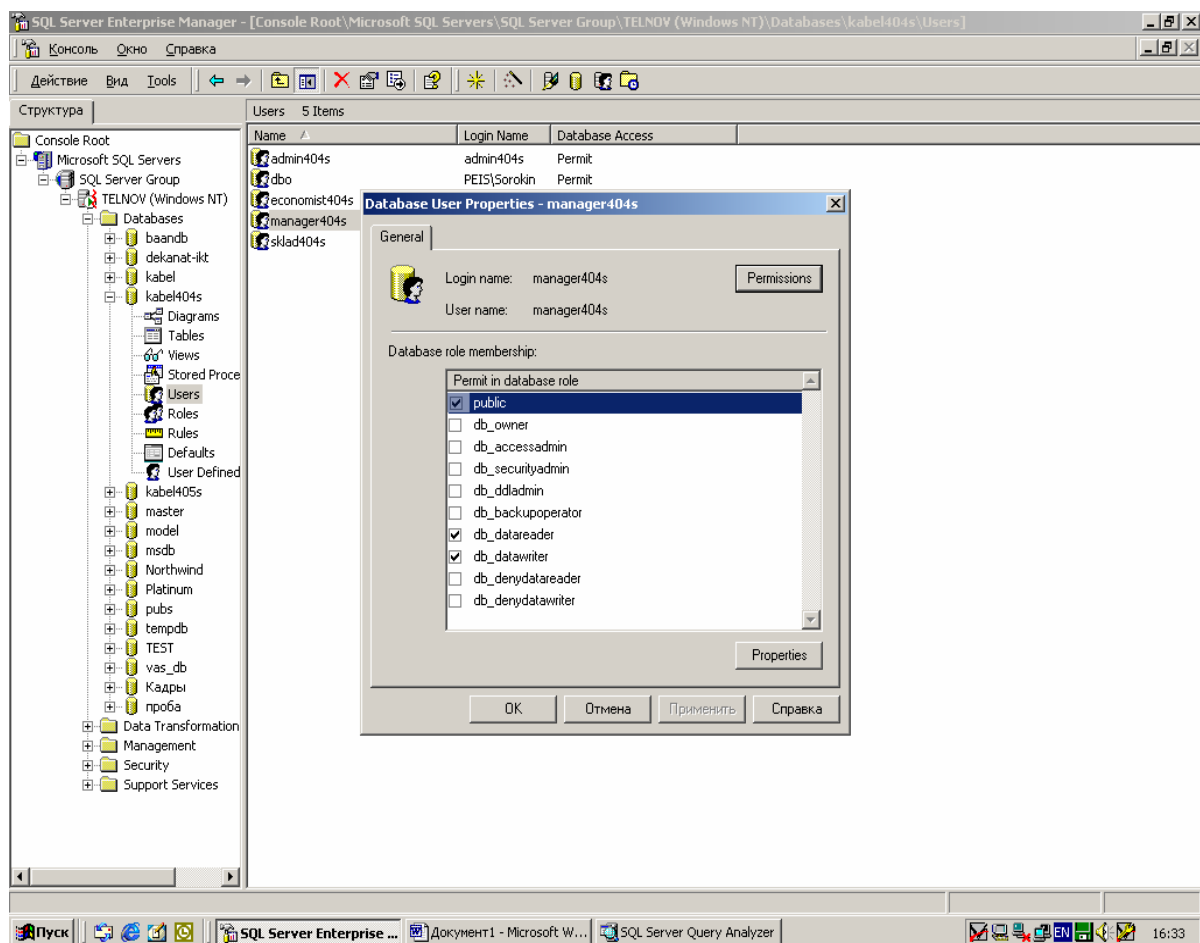 SQL Server Enterprise Manager - [Console Root\Microsoft SQL Servers\SQL Server Group\TELNOV (Windows NT)\Databases\kabel404s\Users]
Консоль Окно Справка
Действие Вид Tools
Структура
Users 5 Items
Console Root
Microsoft SQL Servers
SQL Server Group
TELNOV (Windows NT)
Databases
baandb
dekanat-ikt
kabel
kabel404s
Diagrams
Tables
Views
Stored Proce
Users
Roles
Rules
Defaults
User Defined
kabel405s
master
model
msdb
Northwind
Platinum
pubs
tempdb
TEST
vas_db
Кадры
проба
Data Transformation
Management
Security
Support Services
Name Login Name Database Access
admin404s admin404s Permit
dbo PEIS\Sorokin Permit
economist404s
manager404s
sklad404s
Database User Properties - manager404s
General
Login name: manager404s
Permissions
User name: manager404s
Database role membership:
Permit in database role
public
db_owner
db_accessadmin
db_securityadmin
db_ddladmin
db_backupoperator
db_datareader
db_datawriter
db_denydatareader
db_denydatawriter
Properties
OK Отмена Применить Справка
Пуск SQL Server Enterprise ... Документ1 - Microsoft W... SQL Server Query Analyzer EN 16:33